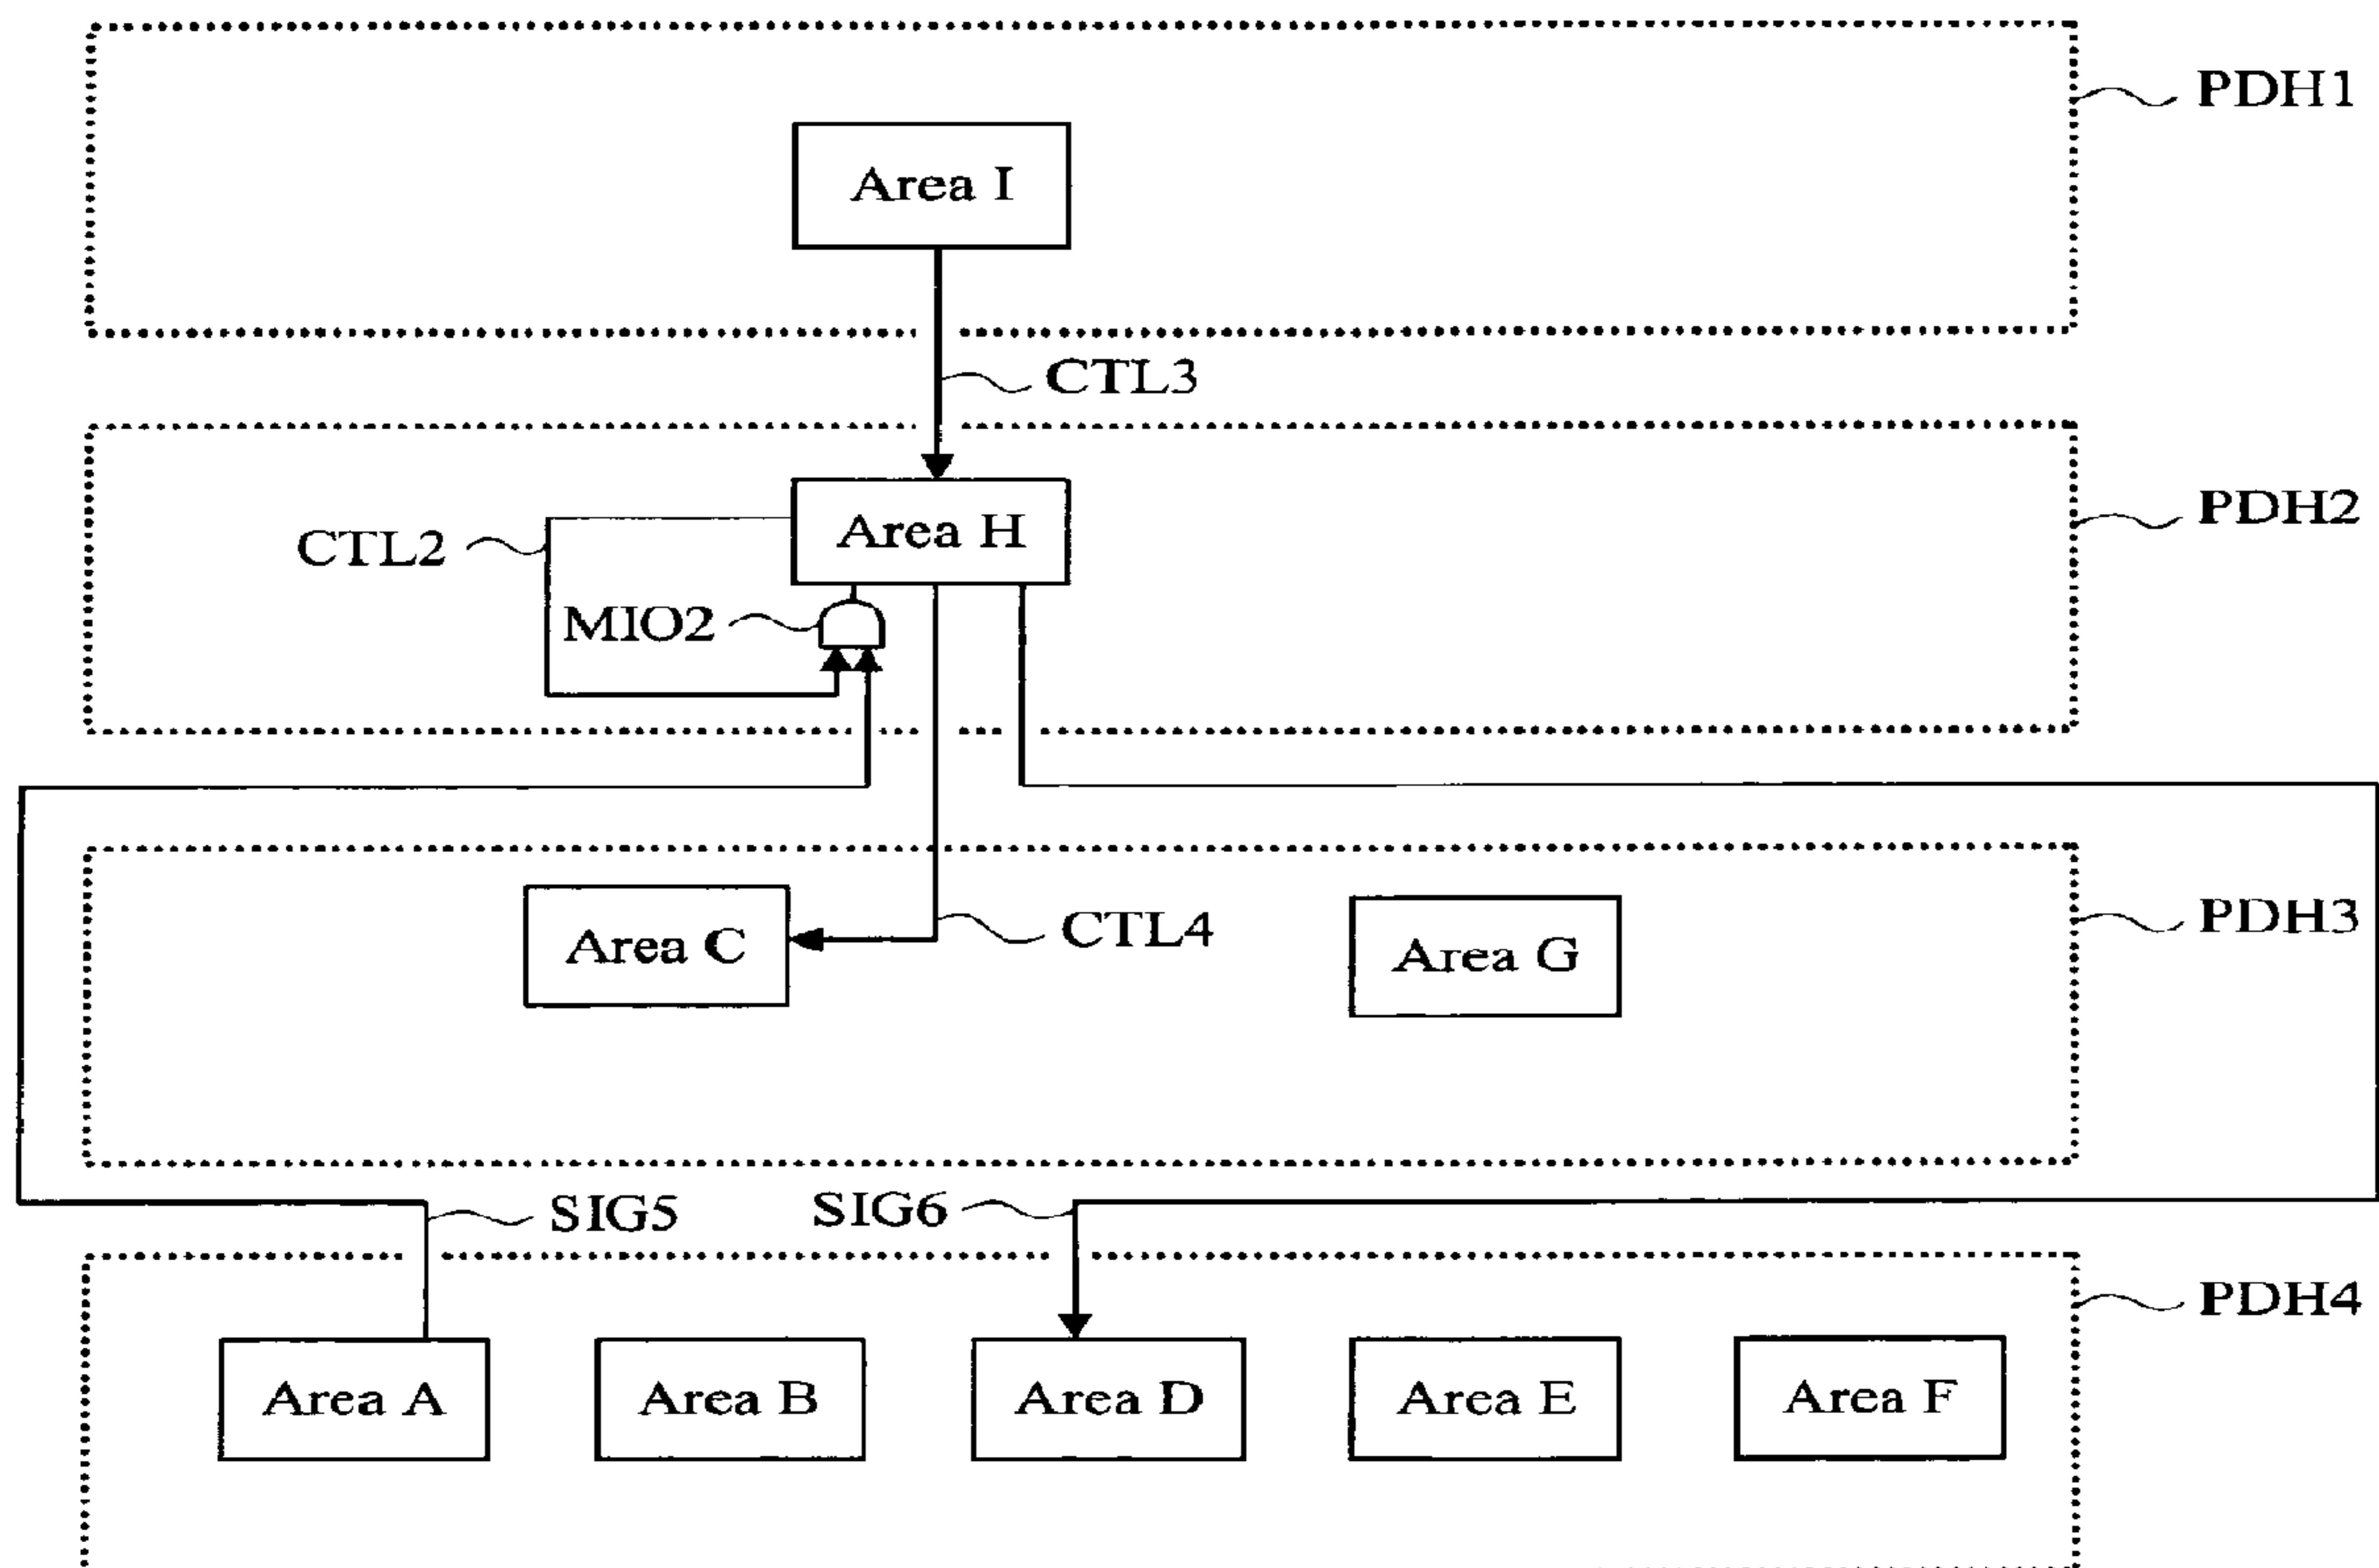 PDH1
Area I
CTL3
PDH2
Area H
CTL2
MIO2
PDH3
Area C
CTL4
Area G
SIG5
SIG6
PDH4
Area A
Area B
Area D
Area E
Area F